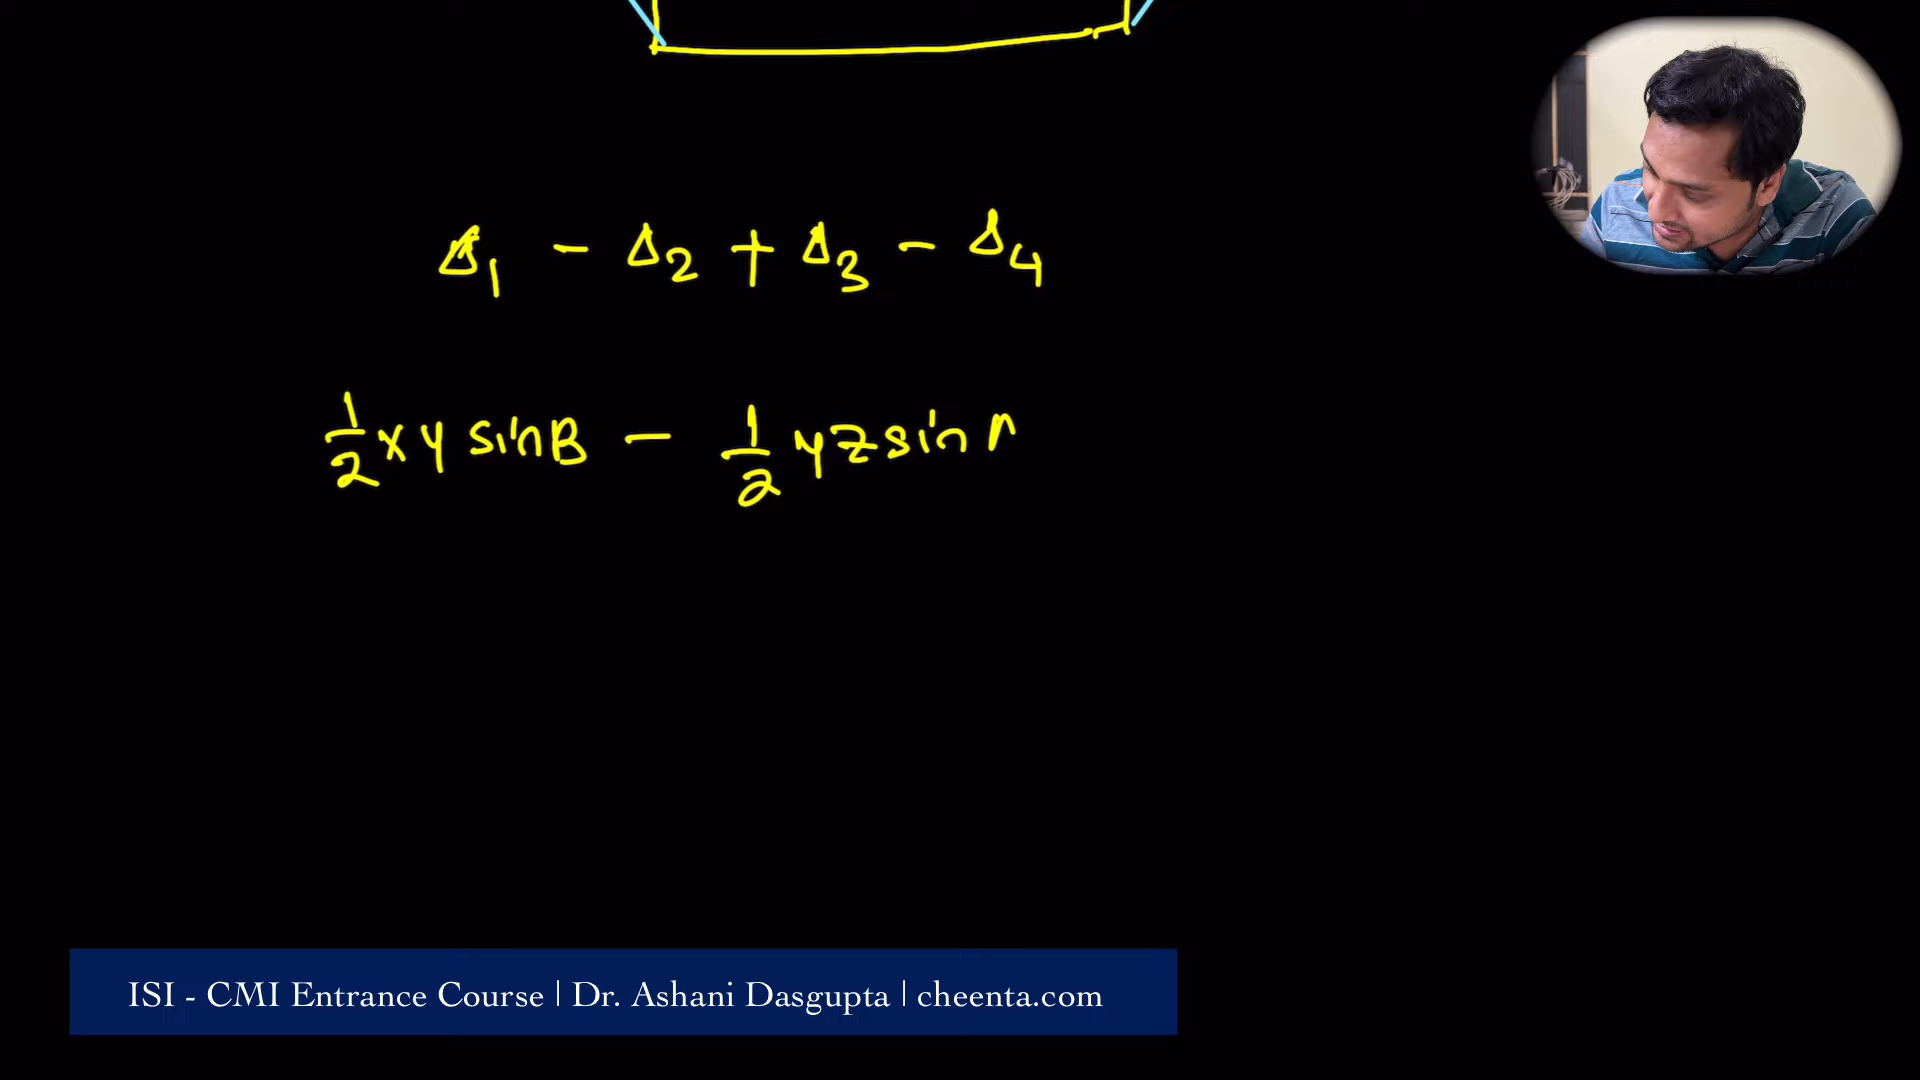 Δ₁ - Δ₂ + Δ₃ - Δ₄
1/2 xy sinB - 1/2 yz sin
ISI - CMI Entrance Course | Dr. Ashani Dasgupta | cheenta.com